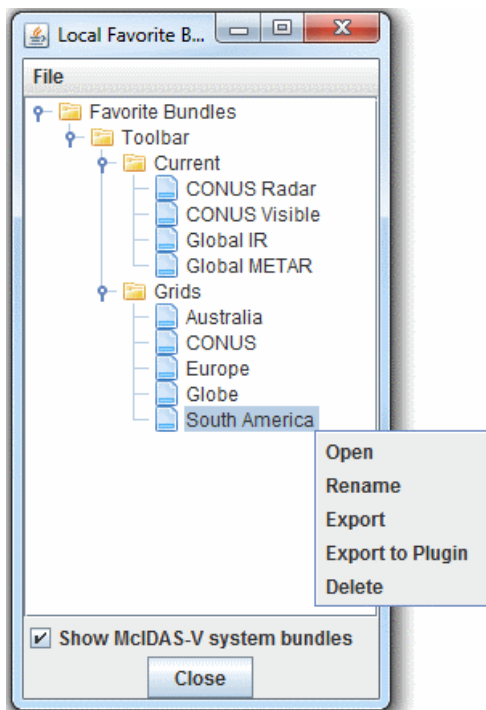 Local Favorite B...
File
Favorite Bundles
Toolbar
Current
CONUS Radar
CONUS Visible
Global IR
Global METAR
Grids
Australia
CONUS
Europe
Globe
South America
Open
Rename
Export
Export to Plugin
Delete
Show McIDAS-V system bundles
Close